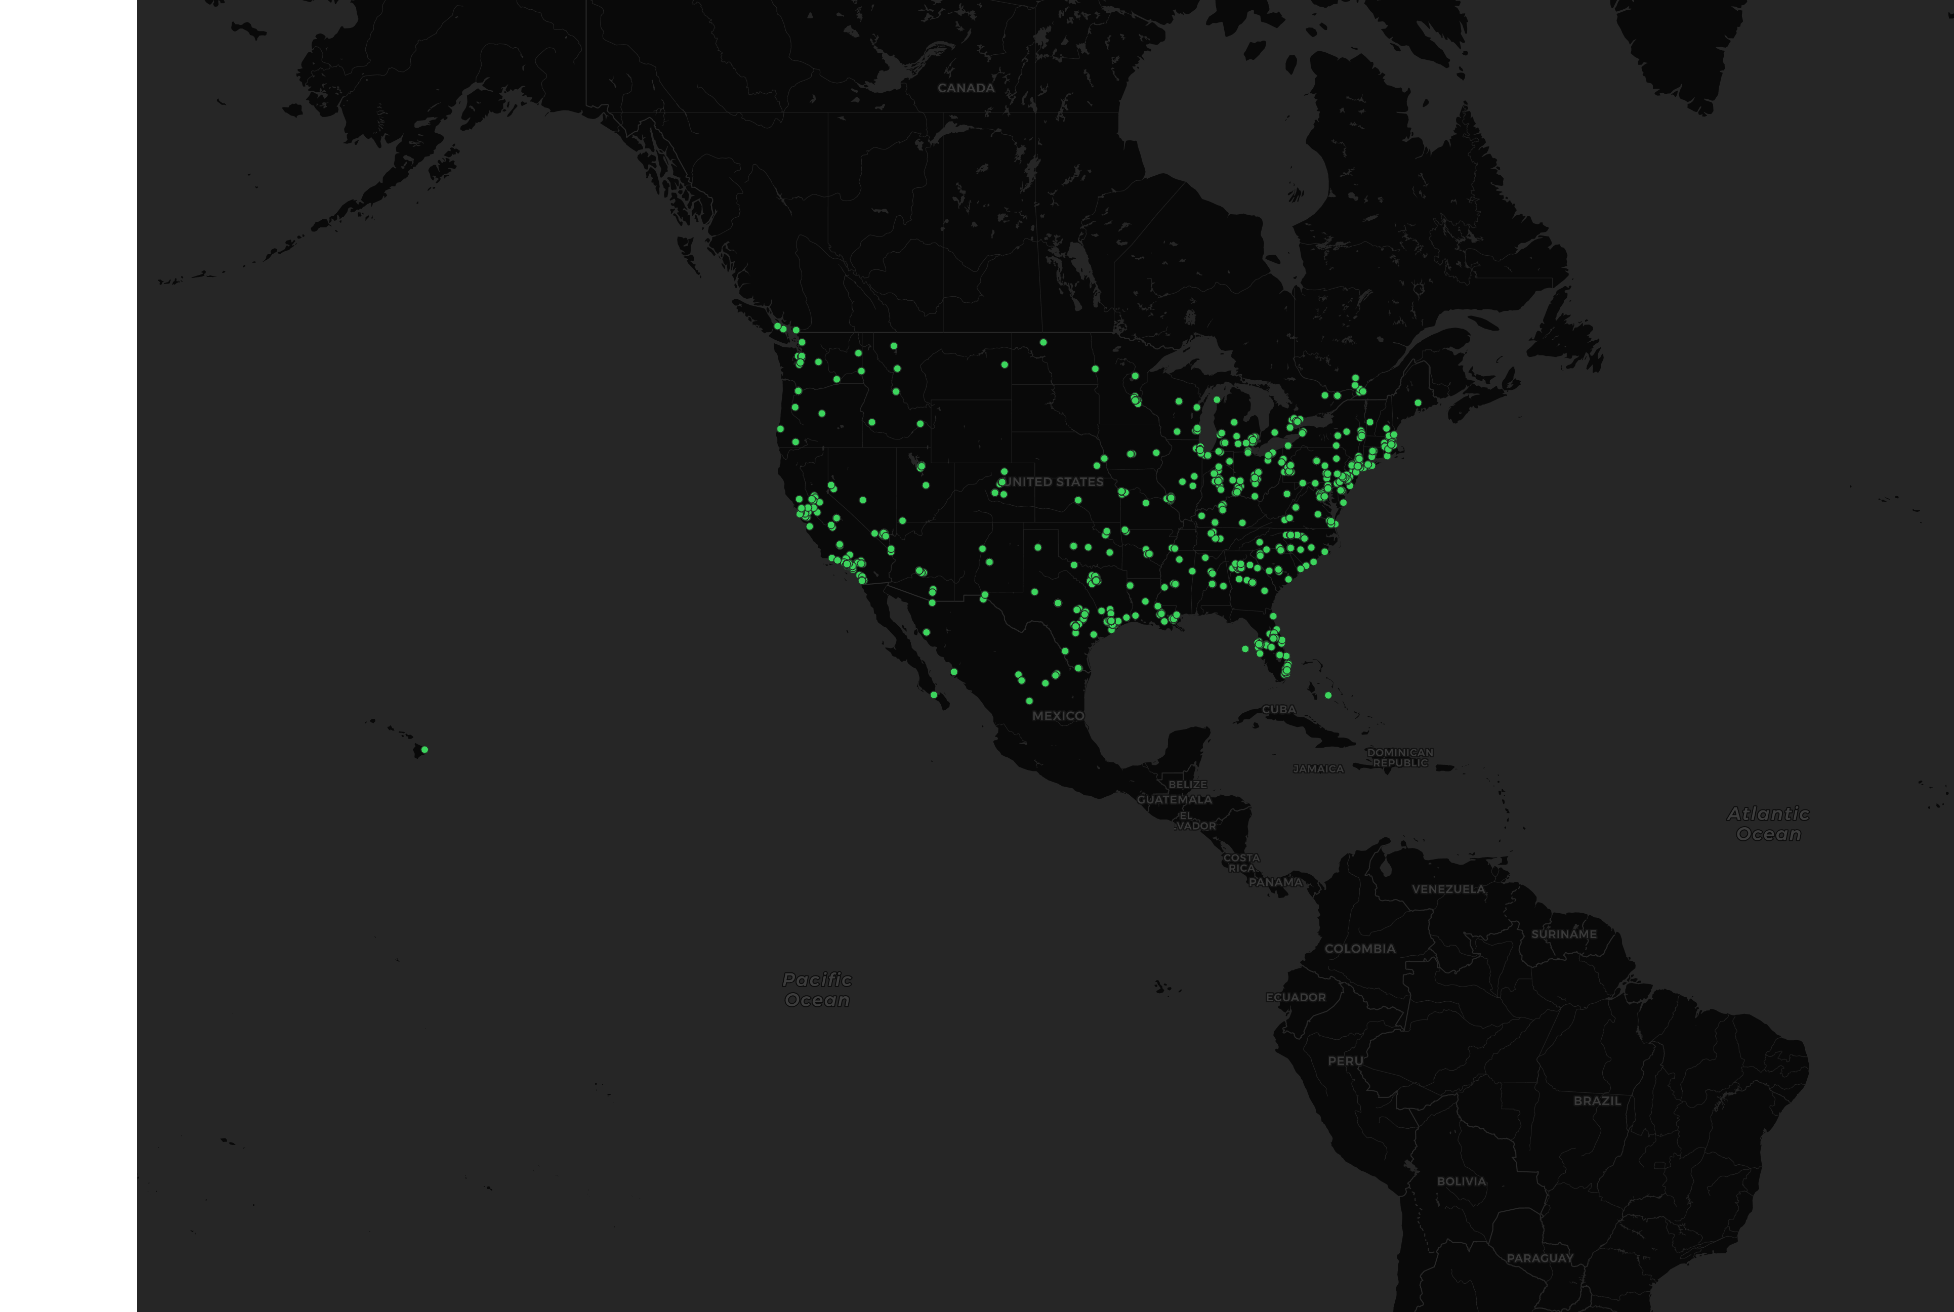 CANADA
UNITED STATES
MEXICO
CUBA
DOMINICAN
REPUBLIC
JAMAICA
BELIZE
GUATEMALA
EL
VADOR
COSTA
RICA
PANAMA
Atlantic
Ocean
VENEZUELA
SURINAME
COLOMBIA
Pacific
Ocean
ECUADOR
PERU
BRAZIL
BOLIVIA
PARAGUAY